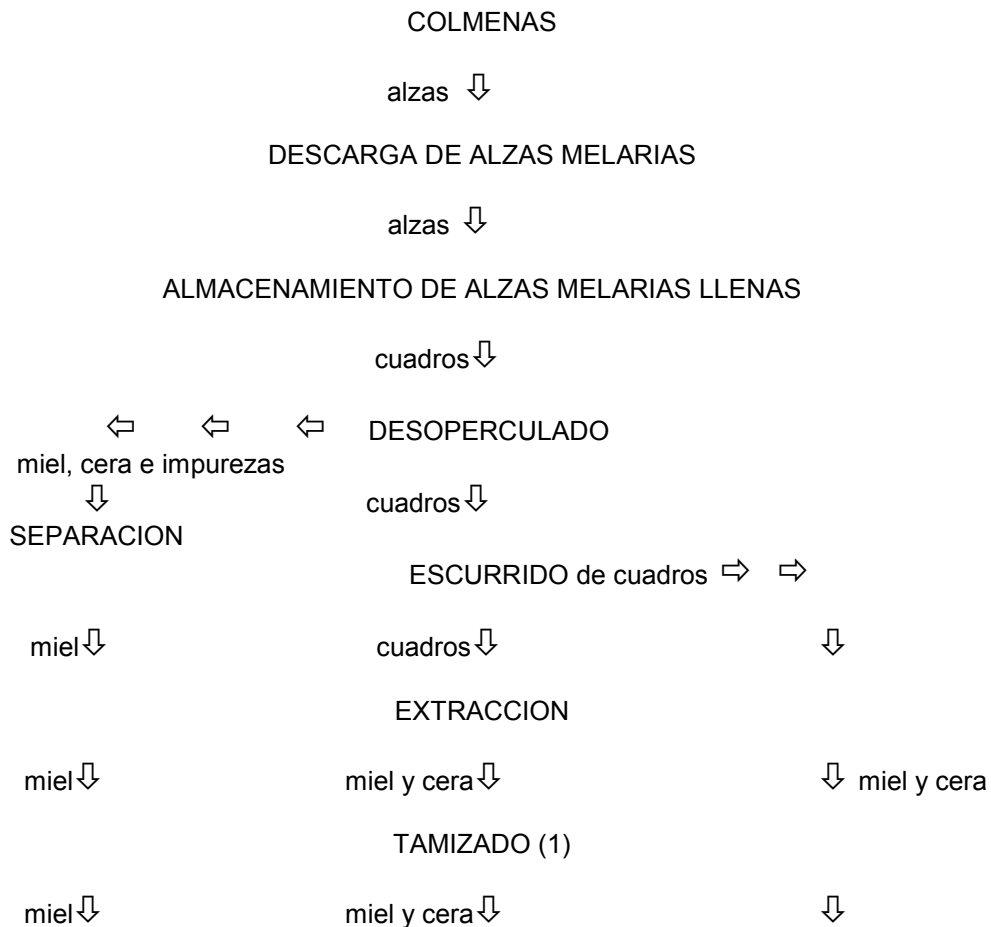 COLMENAS
alzas ⇩
DESCARGA DE ALZAS MELARIAS
alzas ⇩
ALMACENAMIENTO DE ALZAS MELARIAS LLENAS
cuadros⇩
⇦ ⇦ ⇦ DESOPERCULADO
miel, cera e impurezas
⇩ cuadros⇩
SEPARACION
ESCURRIDO de cuadros ⇨ ⇨
miel⇩ cuadros⇩ ⇩
EXTRACCION
miel⇩ miel y cera⇩ ⇩ miel y cera
TAMIZADO (1)
miel⇩ miel y cera⇩ ⇩